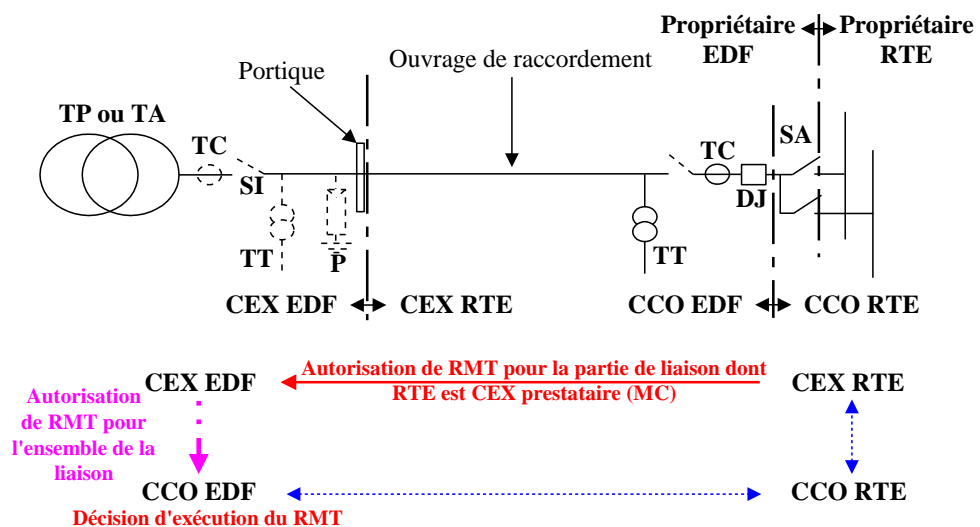 Propriétaire
EDF
Propriétaire
RTE
Ouvrage de raccordement
Portique
TP ou TA
TC
SI
TT
P
TT
TC
DJ
SA
CEX EDF
CEX RTE
CCO EDF
CCO RTE
CEX EDF
Autorisation de RMT pour la partie de liaison dont
RTE est CEX prestataire (MC)
CEX RTE
Autorisation
de RMT pour
l'ensemble de la
liaison
CCO EDF
CCO RTE
Décision d'exécution du RMT